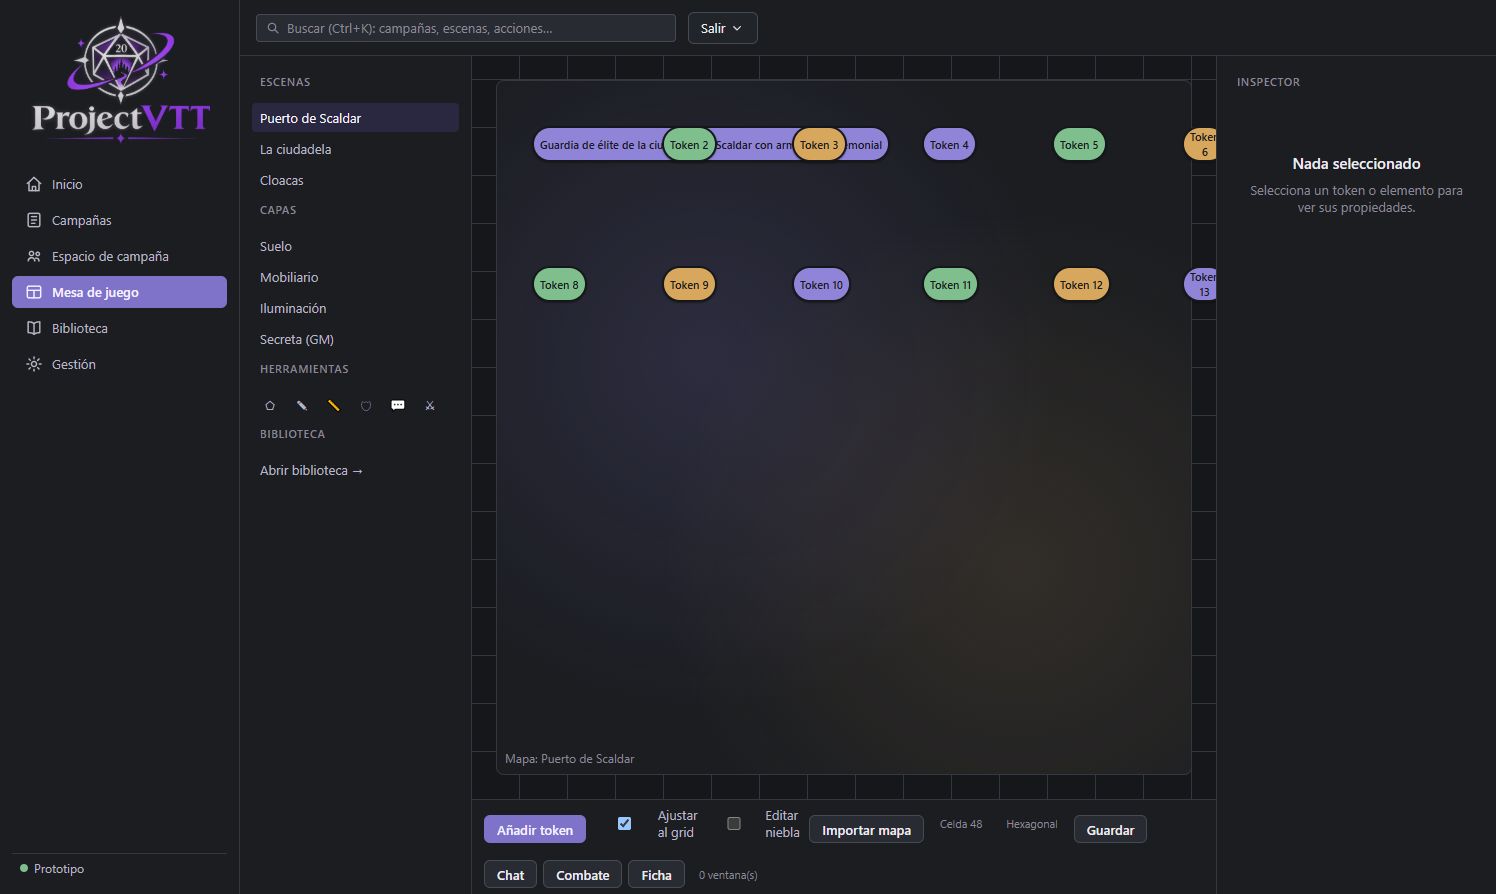 20
ProjectVTT
Inicio
Campañas
Espacio de campaña
Mesa de juego
Biblioteca
Gestión
Prototipo
Buscar (Ctrl+K): campañas, escenas, acciones...
Salir
ESCENAS
Puerto de Scaldar
La ciudadela
Cloacas
CAPAS
Suelo
Mobiliario
Iluminación
Secreta (GM)
HERRAMIENTAS
BIBLIOTECA
Abrir biblioteca →
Guardia de élite de la Token 2 Scaldar con Token 3 Token 4 Token 5 Token 6
Token 8 Token 9 Token 10 Token 11 Token 12 Token 13
Mapa: Puerto de Scaldar
Añadir token
Ajustar al grid
Editar niebla
Importar mapa
Celda 48
Hexagonal
Guardar
Chat
Combate
Ficha
0 ventana(s)
INSPECTOR
Nada seleccionado
Selecciona un token o elemento para
ver sus propiedades.